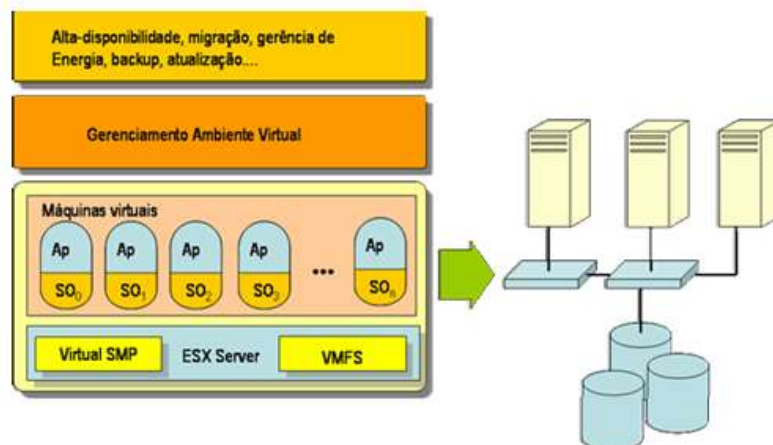 Alta-disponibilidade, migração, gerência de
Energia, backup, atualização....
Gerenciamento Ambiente Virtual
Máquinas virtuais
Ap Ap Ap Ap ... Ap
SO0 SO1 SO2 SO3 SOn
Virtual SMP ESX Server VMFS